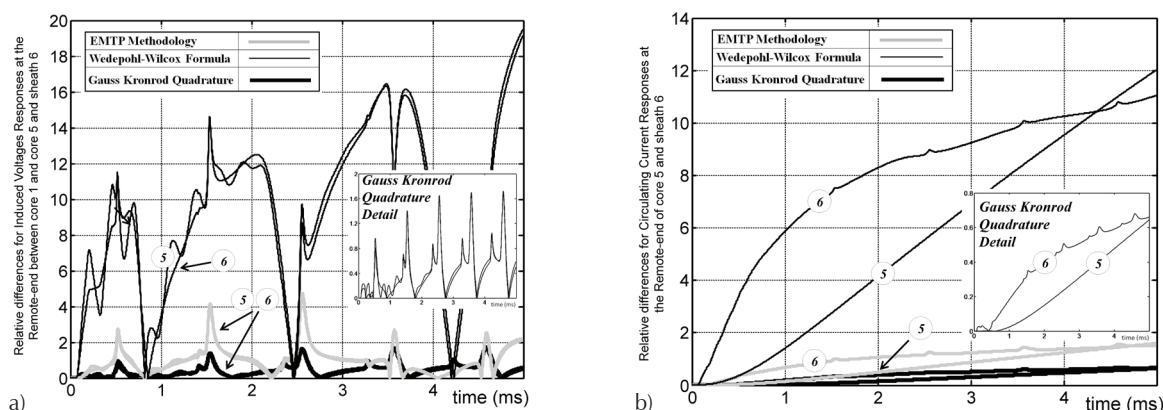 Relative differences for Induced Voltages Responses at the
Remote-end between core 1 and core 5 and sheath 6
20
18
16
14
12
10
8
6
4
2
0
EMTP Methodology
Wedepohl-Wilcox Formula
Gauss Kronrod Quadrature
5
6
5
6
Gauss Kronrod
Quadrature
Detail
2
1.6
1.2
0.8
0.4
0
1
2
3
4
time (ms)
0
1
2
3
4
time (ms)
a)
Relative differences for Circulating Current Responses at
the Remote-end of core 5 and sheath 6
14
12
10
8
6
4
2
0
EMTP Methodology
Wedepohl-Wilcox Formula
Gauss Kronrod Quadrature
6
5
6
5
Gauss Kronrod
Quadrature
Detail
0.8
0.6
0.4
0.2
0
6
5
1
2
3
4
time (ms)
0
1
2
3
4
time (ms)
b)